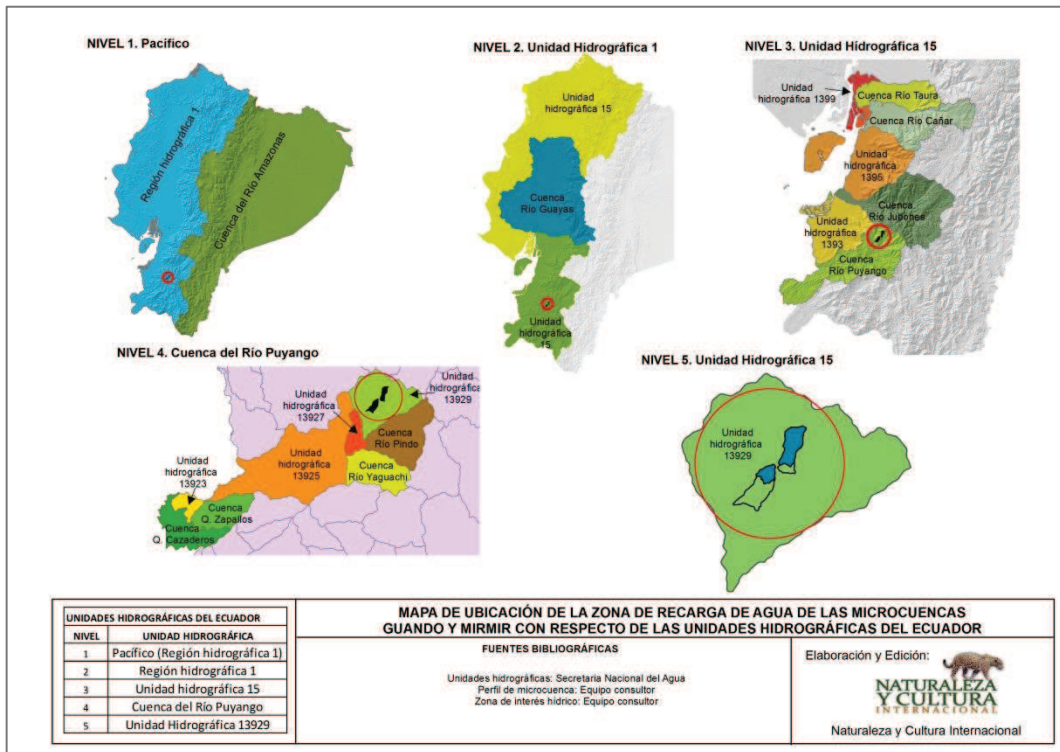 NIVEL 1. Pacífico
Región hidrográfica 1
Cuenca del Río Amazonas
NIVEL 2. Unidad Hidrográfica 1
Unidad
hidrográfica 15
Cuenca
Río Guayas
Unidad
hidrográfica
15
NIVEL 3. Unidad Hidrográfica 15
Unidad
hidrográfica 1399
Cuenca Río Taura
Cuenca Río Cañar
Unidad
hidrográfica
1395
Cuenca
Río Jubones
Unidad
hidrográfica
1393
Cuenca
Río Puyango
NIVEL 4. Cuenca del Río Puyango
Unidad
hidrográfica
13927
Unidad
hidrográfica
13929
Cuenca
Río Pindo
Unidad
hidrográfica
13925
Cuenca
Río Yaguachi
Unidad
hidrográfica
13923
Cuenca
Q. Zapallos
Cuenca
Q. Cazaderos
NIVEL 5. Unidad Hidrográfica 15
Unidad
hidrográfica
13929
UNIDADES HIDROGRÁFICAS DEL ECUADOR
NIVEL UNIDAD HIDROGRÁFICA
1 Pacífico (Región hidrográfica 1)
2 Región hidrográfica 1
3 Unidad hidrográfica 15
4 Cuenca del Río Puyango
5 Unidad Hidrográfica 13929
MAPA DE UBICACIÓN DE LA ZONA DE RECARGA DE AGUA DE LAS MICROCUENCAS
GUANDO Y MIRMIR CON RESPECTO DE LAS UNIDADES HIDROGRÁFICAS DEL ECUADOR
FUENTES BIBLIOGRÁFICAS
Unidades hidrográficas: Secretaria Nacional del Agua
Perfil de microcuenca: Equipo consultor
Zona de interés hídrico: Equipo consultor
Elaboración y Edición:
NATURALEZA
Y CULTURA
INTERNACIONAL
Naturaleza y Cultura Internacional